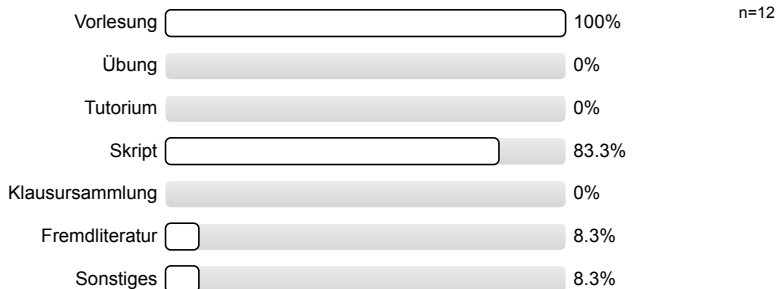 Vorlesung 100% n=12
Übung 0%
Tutorium 0%
Skript 83.3%
Klausursammlung 0%
Fremdliteratur 8.3%
Sonstiges 8.3%